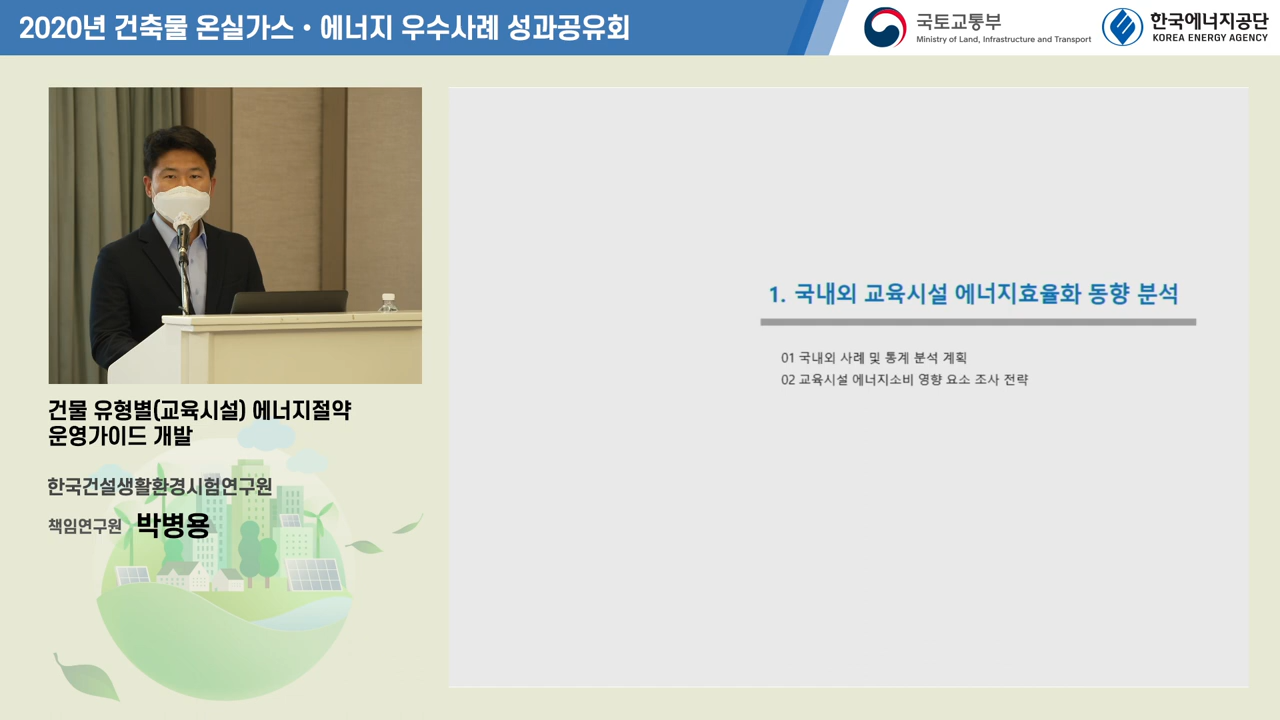 2020년 건축물 온실가스・에너지 우수사례 성과공유회
국토교통부
Ministry of Land, Infrastructure and Transport
한국에너지공단
KOREA ENERGY AGENCY
건물 유형별(교육시설) 에너지절약
운영가이드 개발
한국건설생활환경시험연구원
책임연구원 박병용
1. 국내외 교육시설 에너지효율화 동향 분석
01 국내외 사례 및 통계 분석 계획
02 교육시설 에너지소비 영향 요소 조사 전략